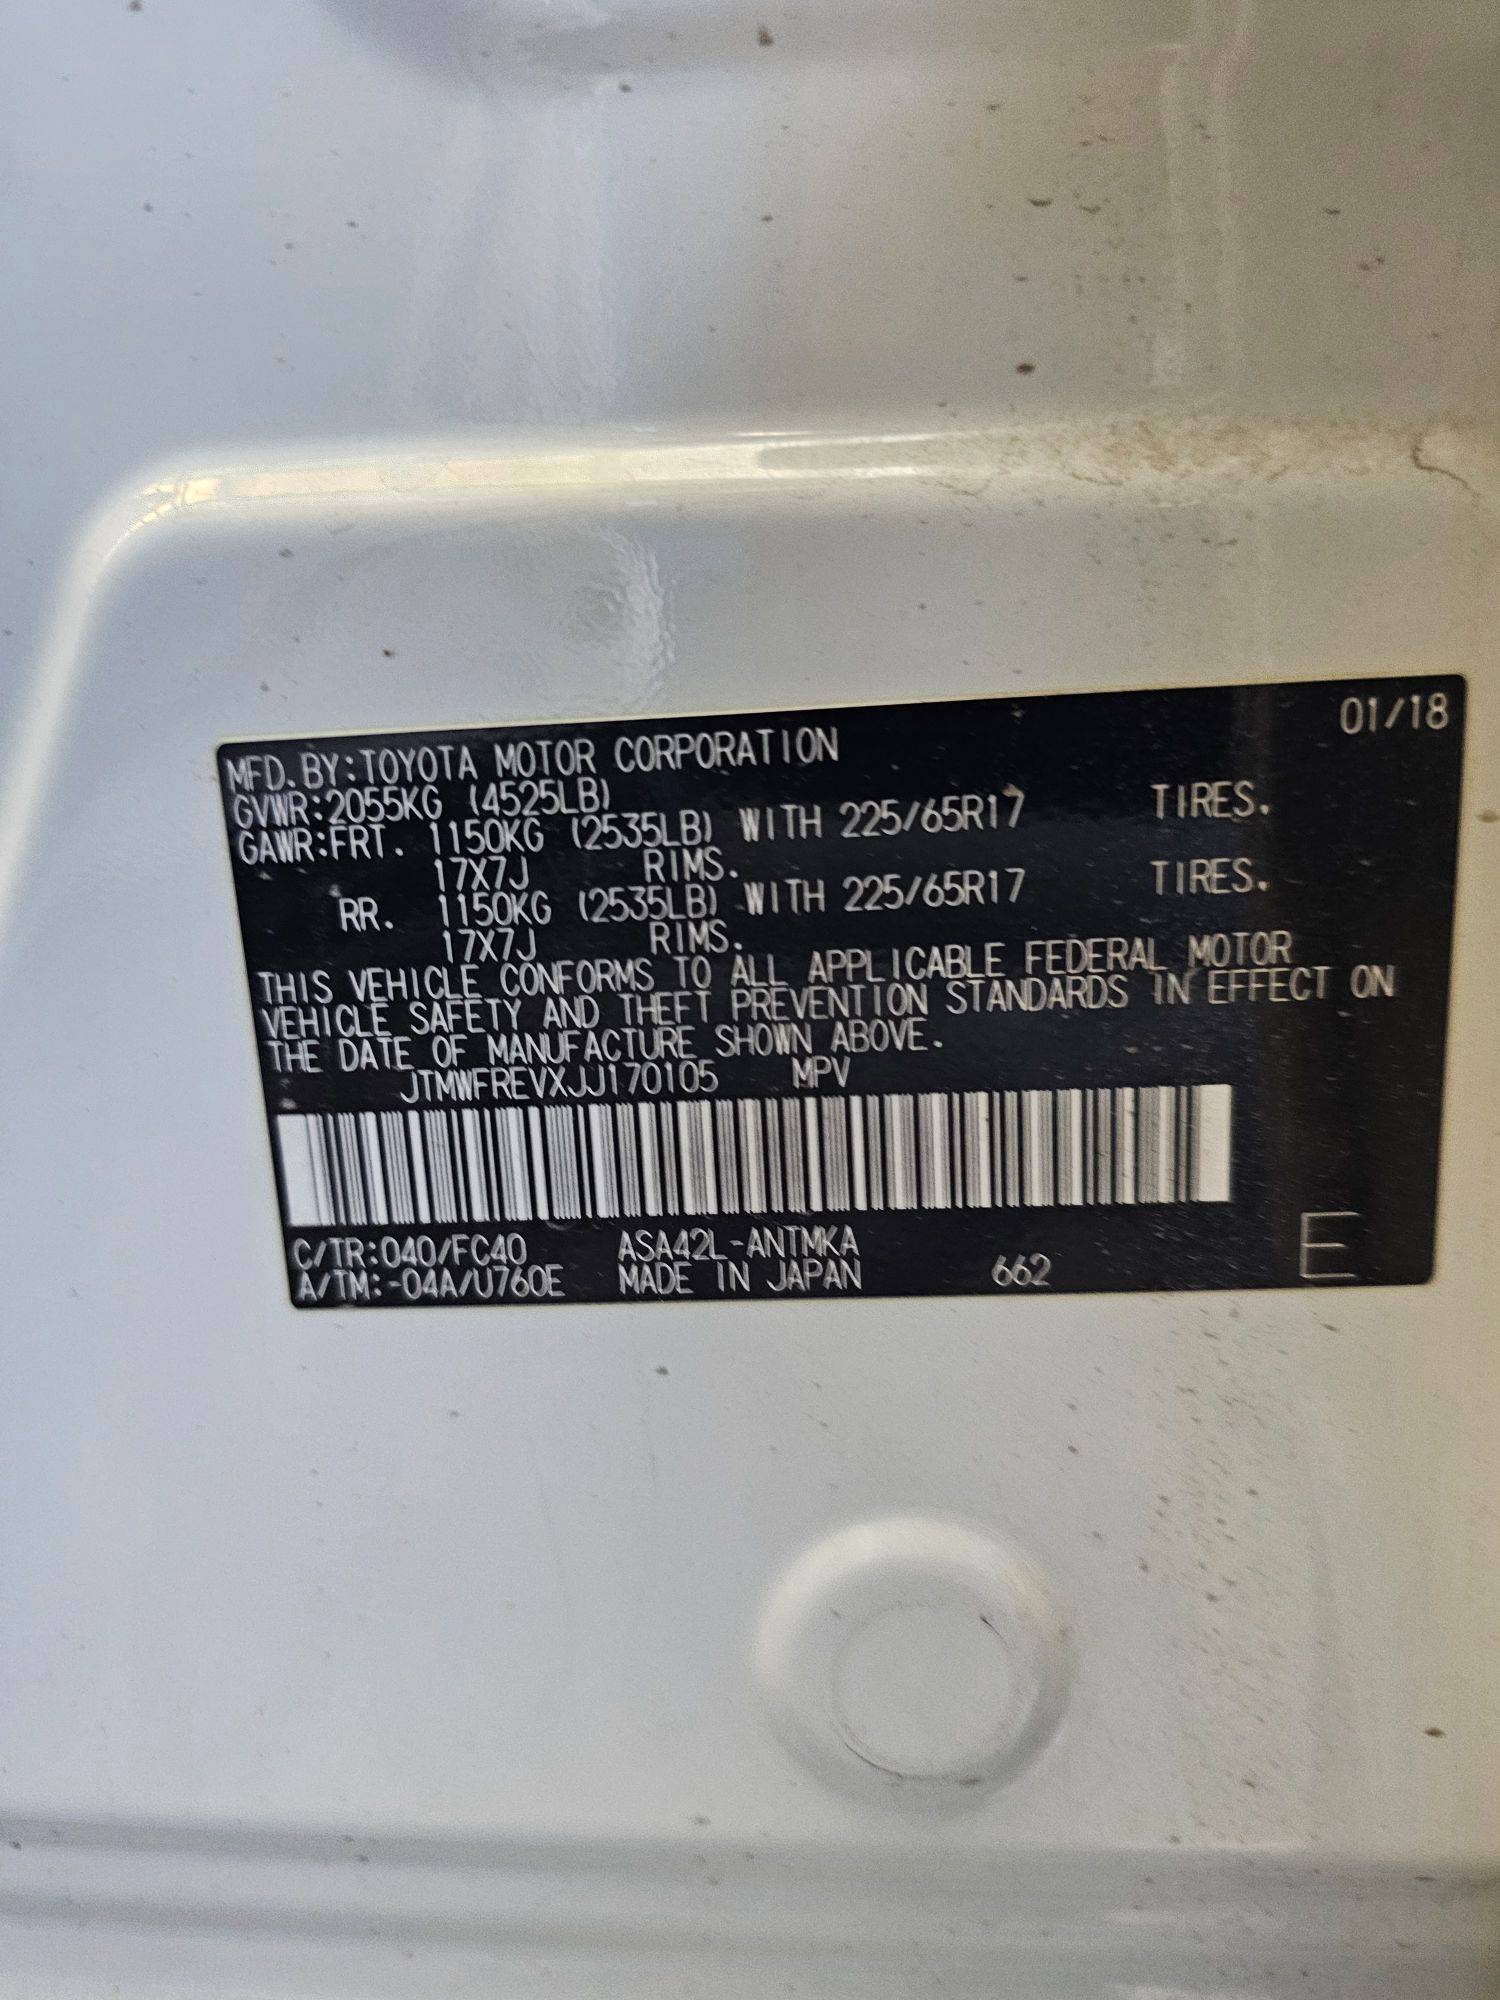 01/18
MFD.BY:TOYOTA MOTOR CORPORATION
GVWR:2055KG (4525LB)
GAWR:FRT. 1150KG (2535LB) WITH 225/65R17 TIRES.
17X7J RIMS.
RR. 1150KG (2535LB) WITH 225/65R17 TIRES.
17X7J RIMS.
THIS VEHICLE CONFORMS TO ALL APPLICABLE FEDERAL MOTOR
VEHICLE SAFETY AND THEFT PREVENTION STANDARDS IN EFFECT ON
THE DATE OF MANUFACTURE SHOWN ABOVE.
JTMWFREVXJJ170105 MPV
C/TR:040/FC40 ASA42L-ANTMKA
A/TM:-04A/U760E MADE IN JAPAN 662 E